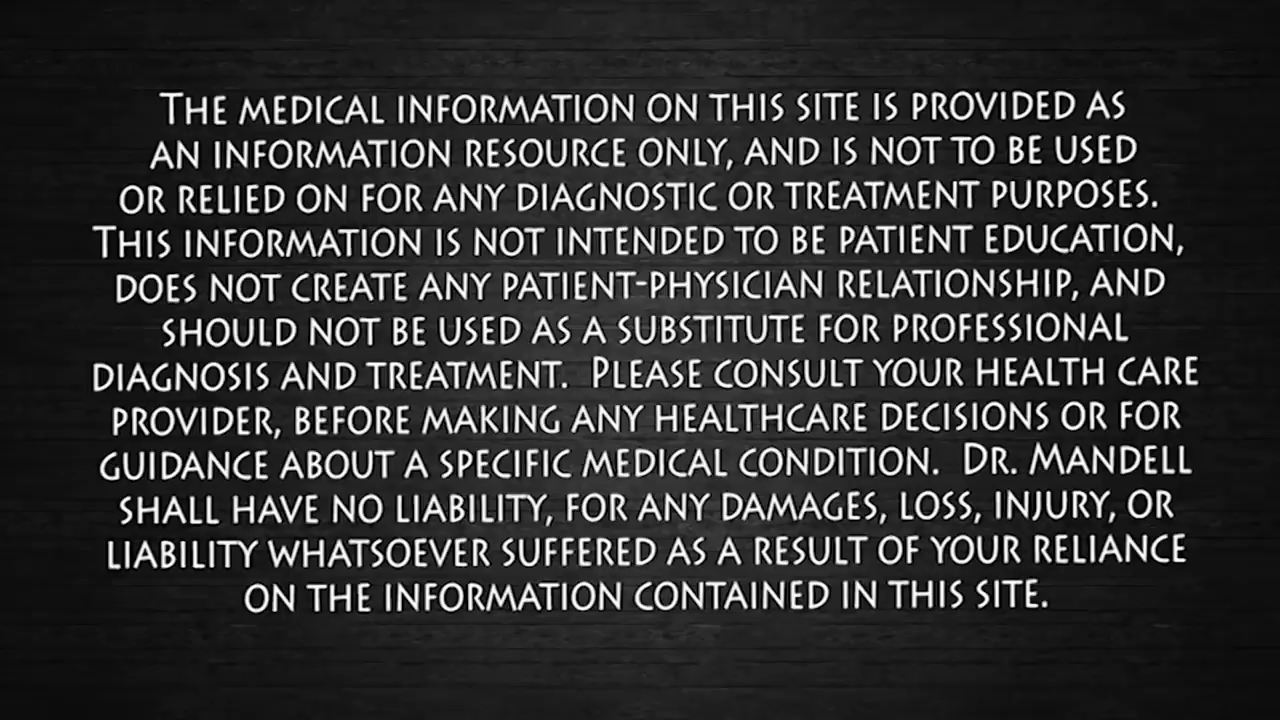 The medical information on this site is provided as
an information resource only, and is not to be used
or relied on for any diagnostic or treatment purposes.
This information is not intended to be patient education,
does not create any patient-physician relationship, and
should not be used as a substitute for professional
diagnosis and treatment.  Please consult your health care
provider, before making any healthcare decisions or for
guidance about a specific medical condition.  Dr. Mandell
shall have no liability, for any damages, loss, injury, or
liability whatsoever suffered as a result of your reliance
on the information contained in this site.